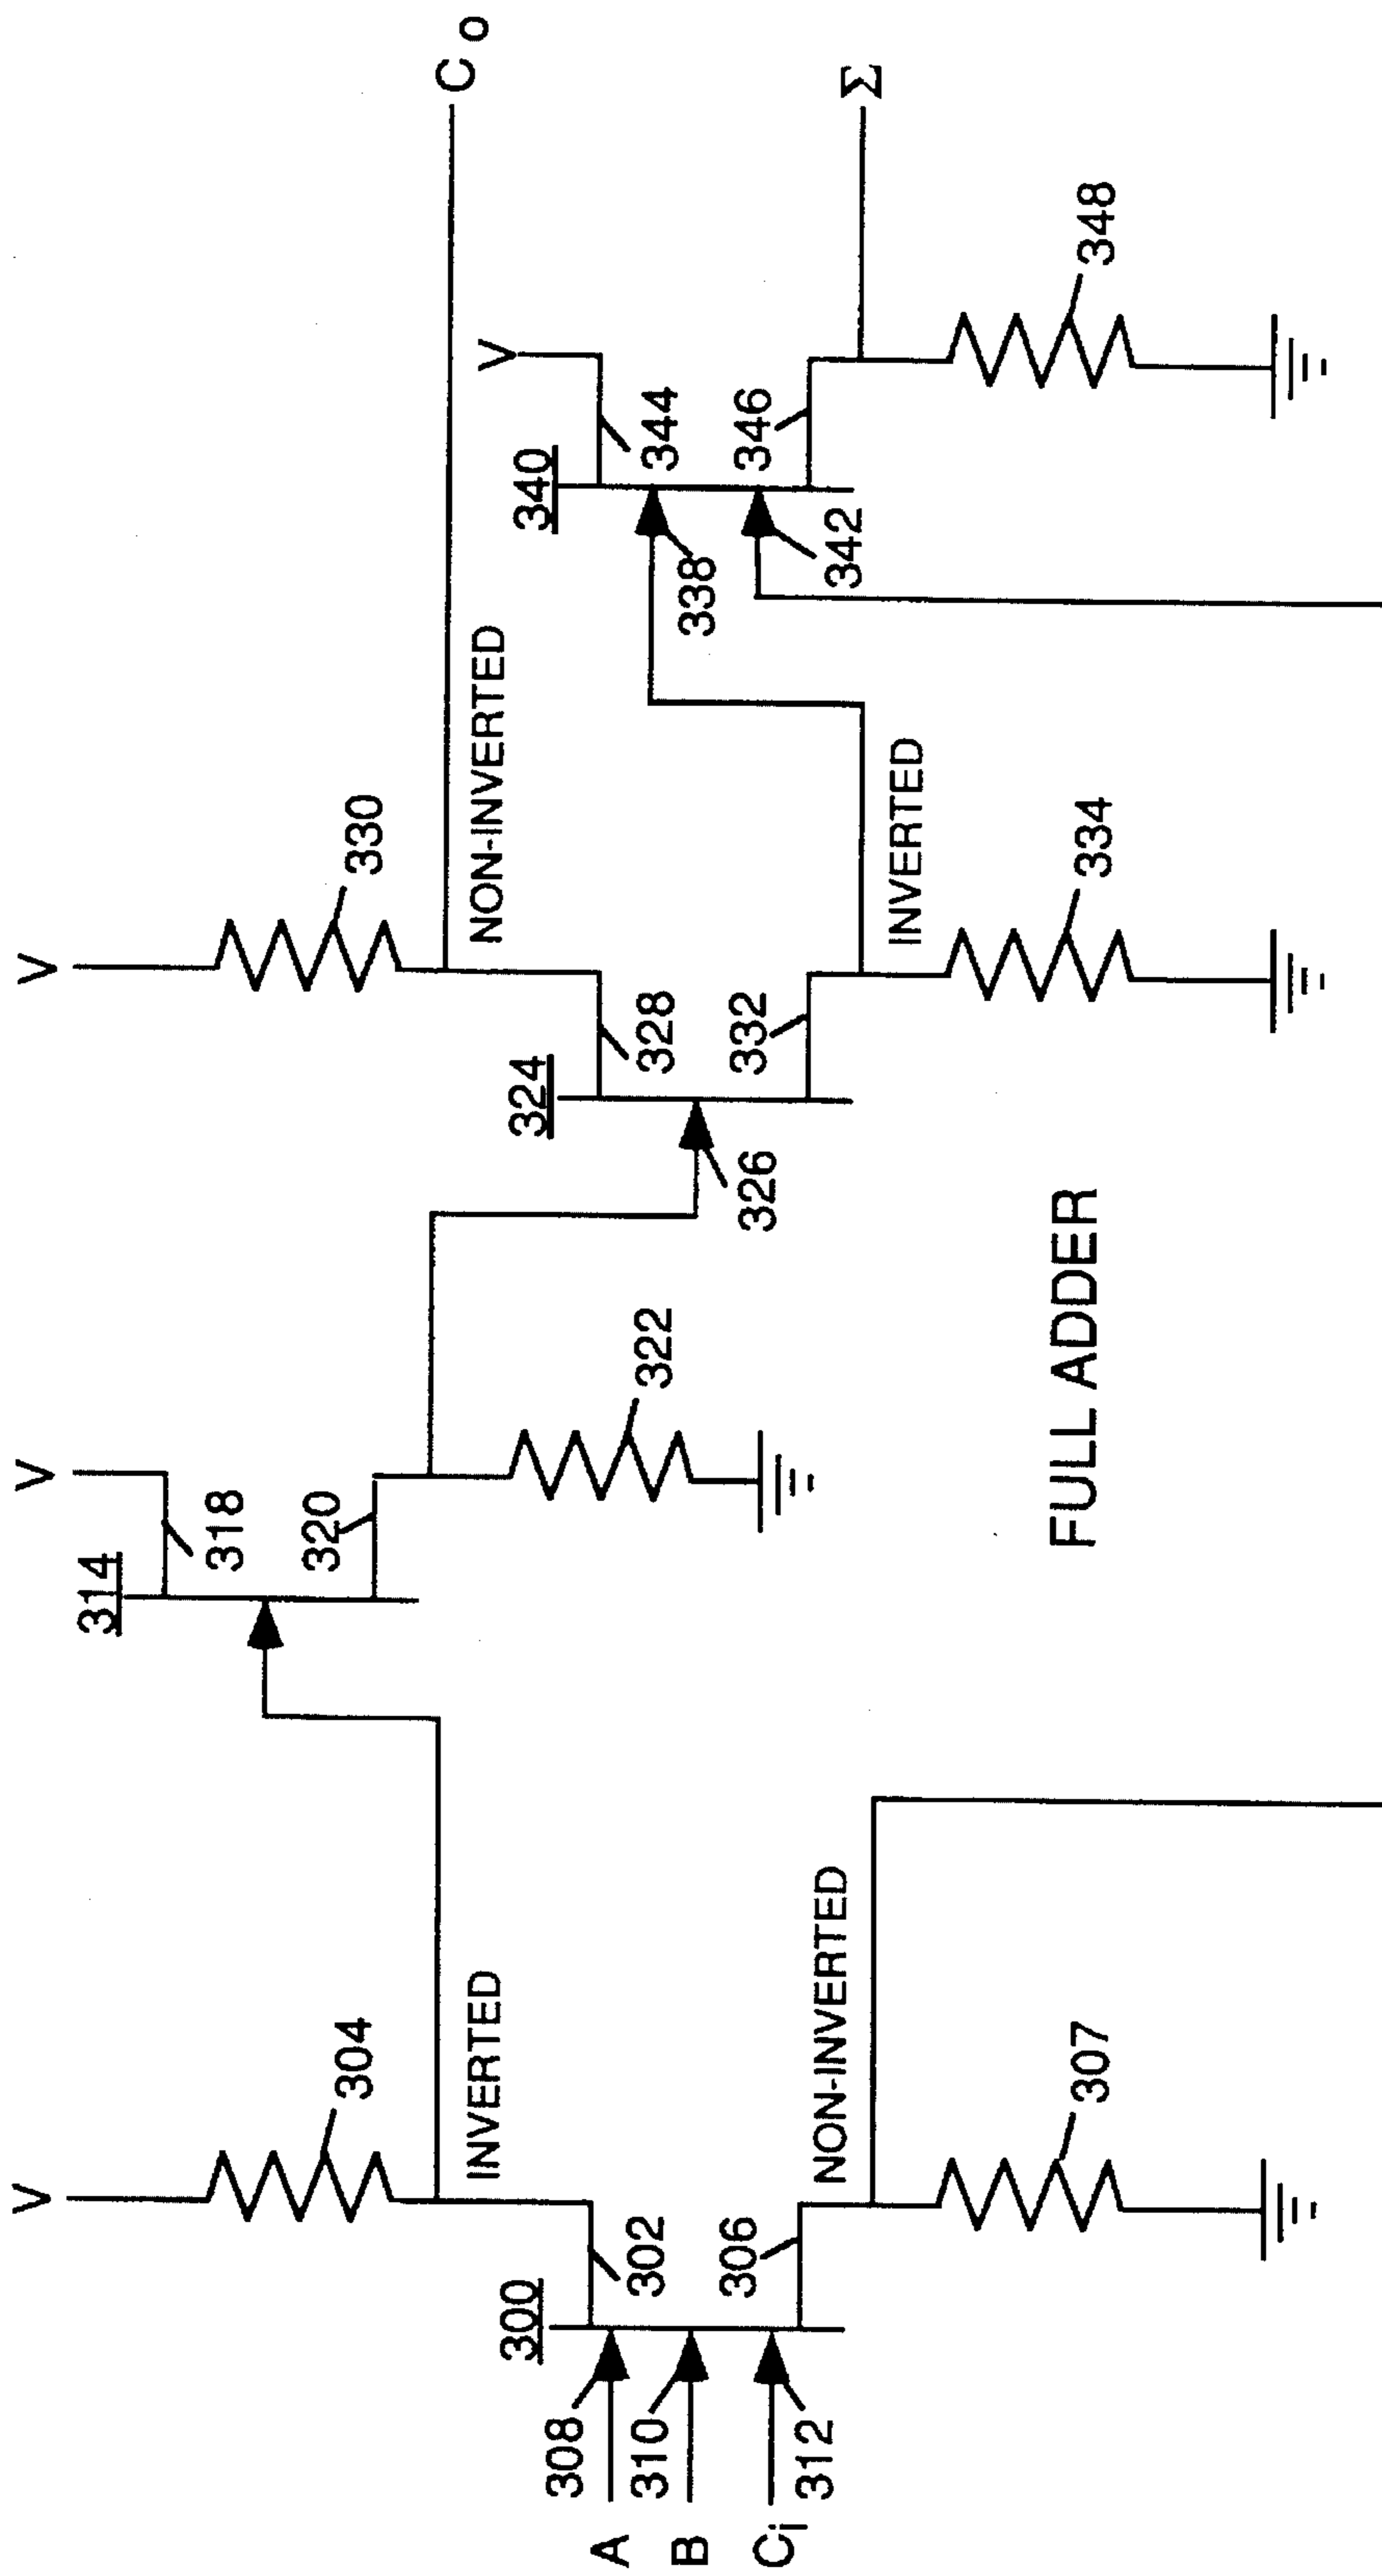 V
304
INVERTED
300
302
308
A
310
B
306
Ci
312
NON-INVERTED
307
V
314
318
320
322
V
330
NON-INVERTED
Co
324
328
326
332
INVERTED
334
V
340
344
338
346
342
Σ
348
FULL ADDER